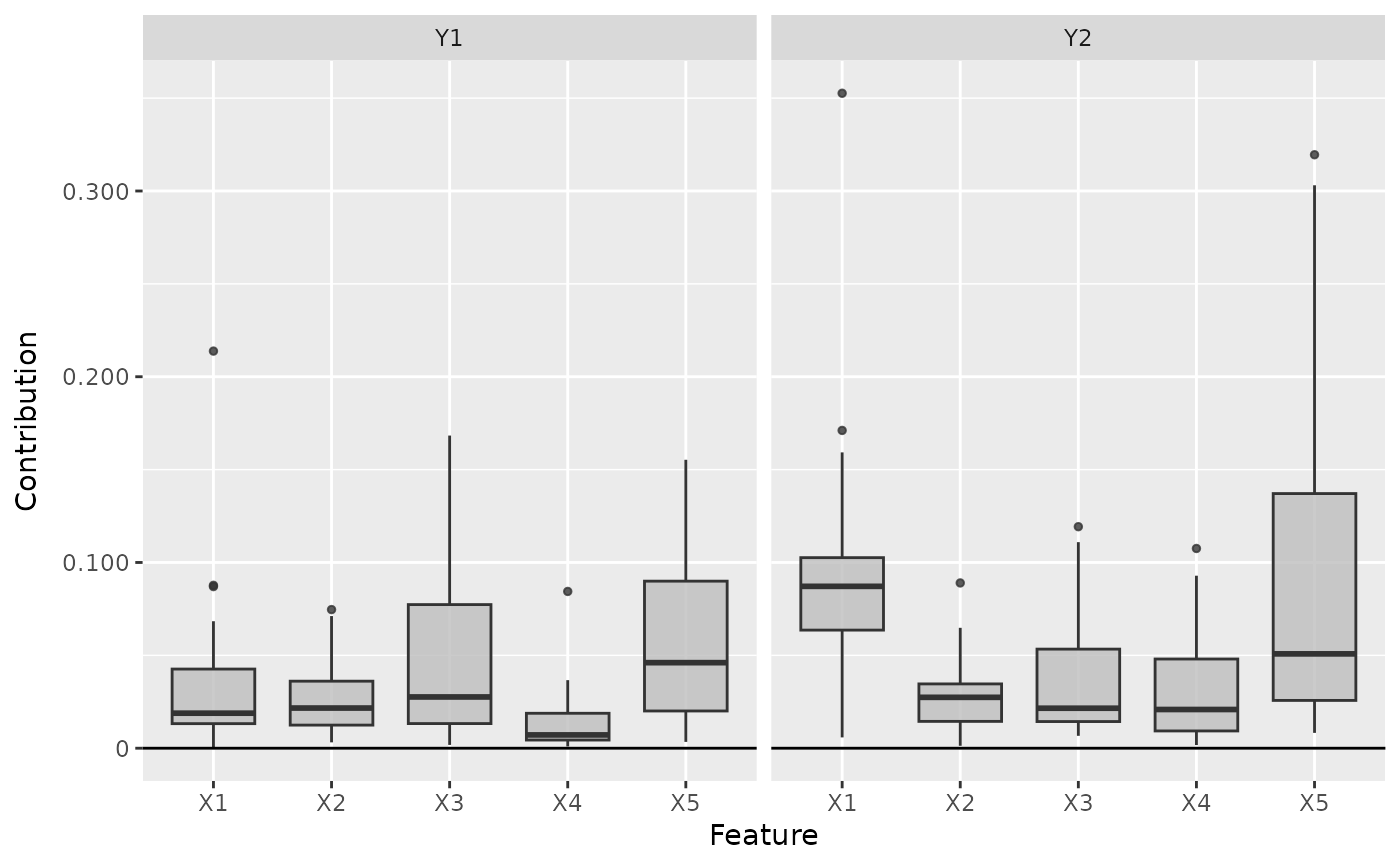 Y1
Y2
Contribution
0.300
0.200
0.100
0
X1 X2 X3 X4 X5
X1 X2 X3 X4 X5
Feature